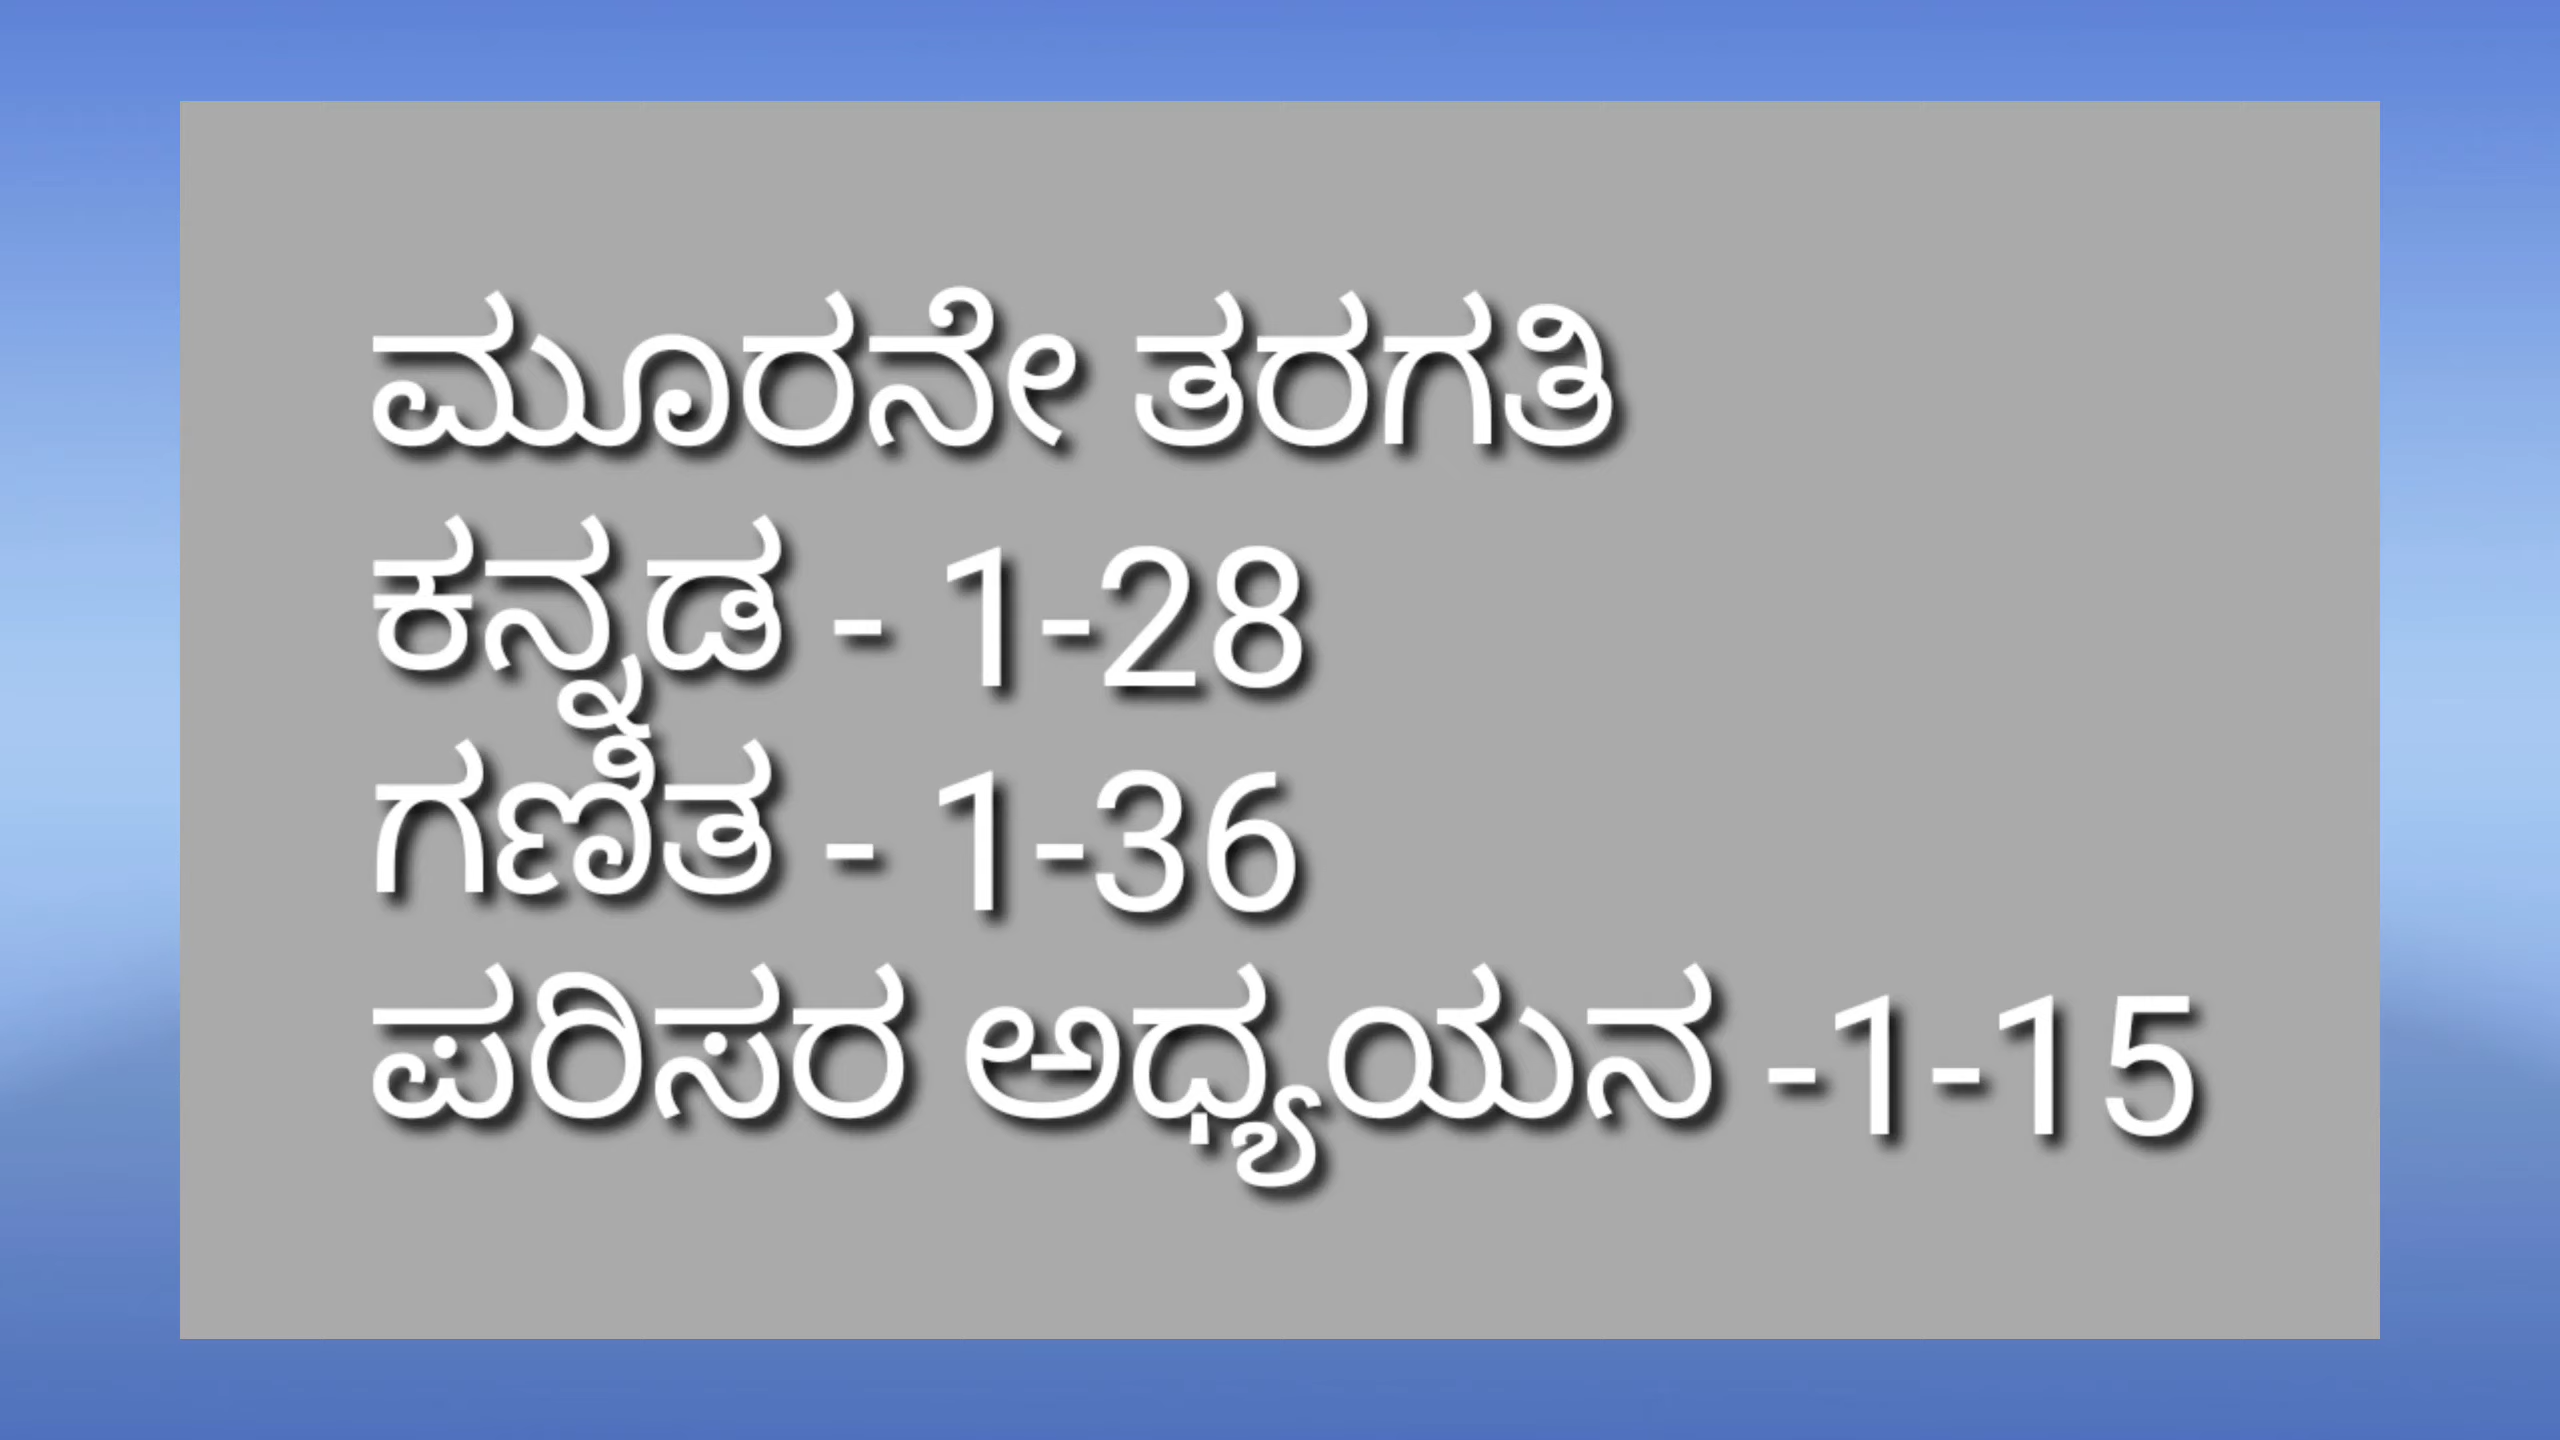 ಮೂರನೇ ತರಗತಿ
ಕನ್ನಡ - 1-28
ಗಣಿತ - 1-36
ಪರಿಸರ ಅಧ್ಯಯನ -1-15